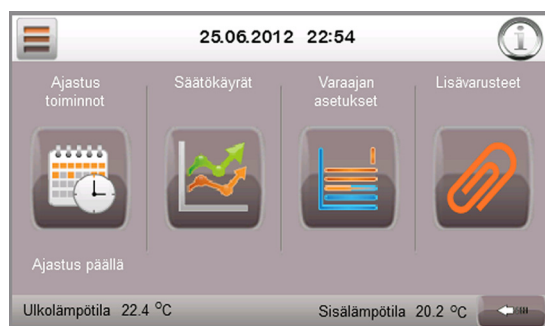 25.06.2012 22:54
Ajastus
toiminnot
Säätökäyrät
Varaajan
asetukset
Lisävarusteet
Ajastus päällä
Ulkolämpötila 22.4 °C
Sisälämpötila 20.2 °C